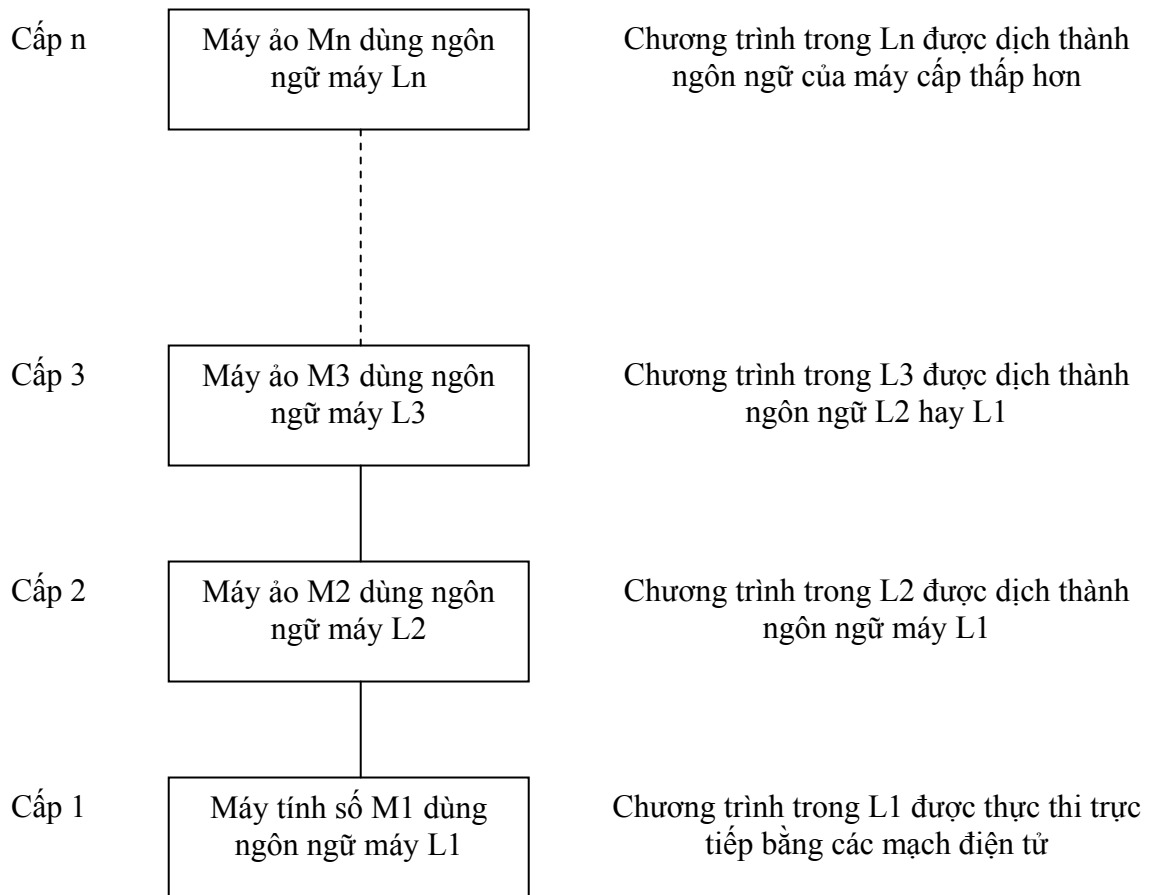 Cấp n
Máy ảo Mn dùng ngôn
ngữ máy Ln
Chương trình trong Ln được dịch thành
ngôn ngữ của máy cấp thấp hơn
Cấp 3
Máy ảo M3 dùng ngôn
ngữ máy L3
Chương trình trong L3 được dịch thành
ngôn ngữ L2 hay L1
Cấp 2
Máy ảo M2 dùng ngôn
ngữ máy L2
Chương trình trong L2 được dịch thành
ngôn ngữ máy L1
Cấp 1
Máy tính số M1 dùng
ngôn ngữ máy L1
Chương trình trong L1 được thực thi trực
tiếp bằng các mạch điện tử